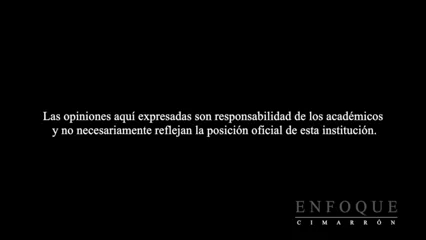 Las opiniones aquí expresadas son responsabilidad de los académicos
y no necesariamente reflejan la posición oficial de esta institución.
ENFOQUE
CIMARRÓN